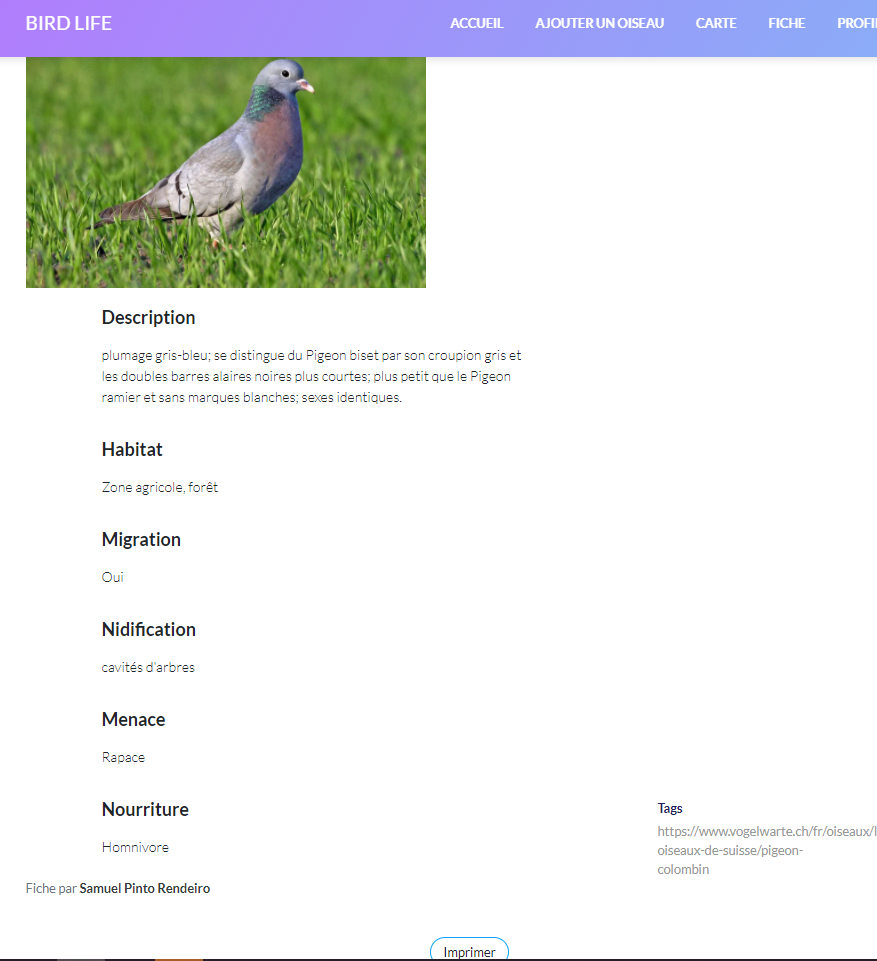 BIRD LIFE
ACCUEIL AJOUTER UN OISEAU CARTE FICHE
Description
plumage gris-bleu; se distingue du Pigeon biset par son croupion gris et
les doubles barres alaires noires plus courtes; plus petit que le Pigeon
ramier et sans marques blanches; sexes identiques.
Habitat
Zone agricole, forêt
Migration
Oui
Nidification
cavités d'arbres
Menace
Rapace
Nourriture
Homnivore
Tags
https://www.vogelwarte.ch/fr/oiseaux/l
oiseaux-de-suisse/pigeon-
colombin
Fiche par Samuel Pinto Rendeiro
Imprimer